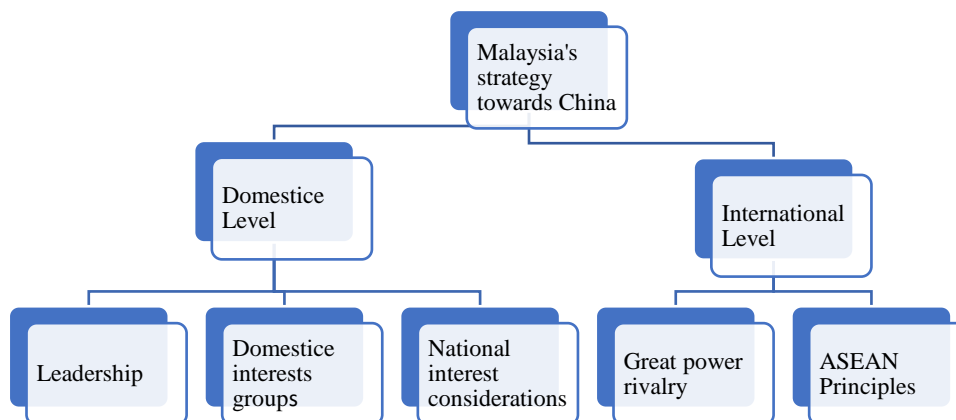 Malaysia's
strategy
towards China
Domestice
Level
International
Level
Leadership
Domestice
interests
groups
National
interest
considerations
Great power
rivalry
ASEAN
Principles